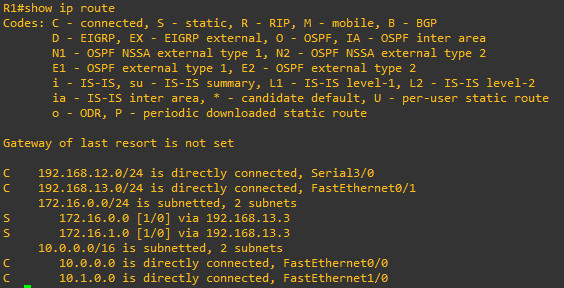 R1#show ip route
Codes: C - connected, S - static, R - RIP, M - mobile, B - BGP
D - EIGRP, EX - EIGRP external, O - OSPF, IA - OSPF inter area
N1 - OSPF NSSA external type 1, N2 - OSPF NSSA external type 2
E1 - OSPF external type 1, E2 - OSPF external type 2
i - IS-IS, su - IS-IS summary, L1 - IS-IS level-1, L2 - IS-IS level-2
ia - IS-IS inter area, * - candidate default, U - per-user static route
o - ODR, P - periodic downloaded static route
Gateway of last resort is not set
C 192.168.12.0/24 is directly connected, Serial3/0
C 192.168.13.0/24 is directly connected, FastEthernet0/1
172.16.0.0/24 is subnetted, 2 subnets
S 172.16.0.0 [1/0] via 192.168.13.3
S 172.16.1.0 [1/0] via 192.168.13.3
10.0.0.0/16 is subnetted, 2 subnets
C 10.0.0.0 is directly connected, FastEthernet0/0
C 10.1.0.0 is directly connected, FastEthernet1/0